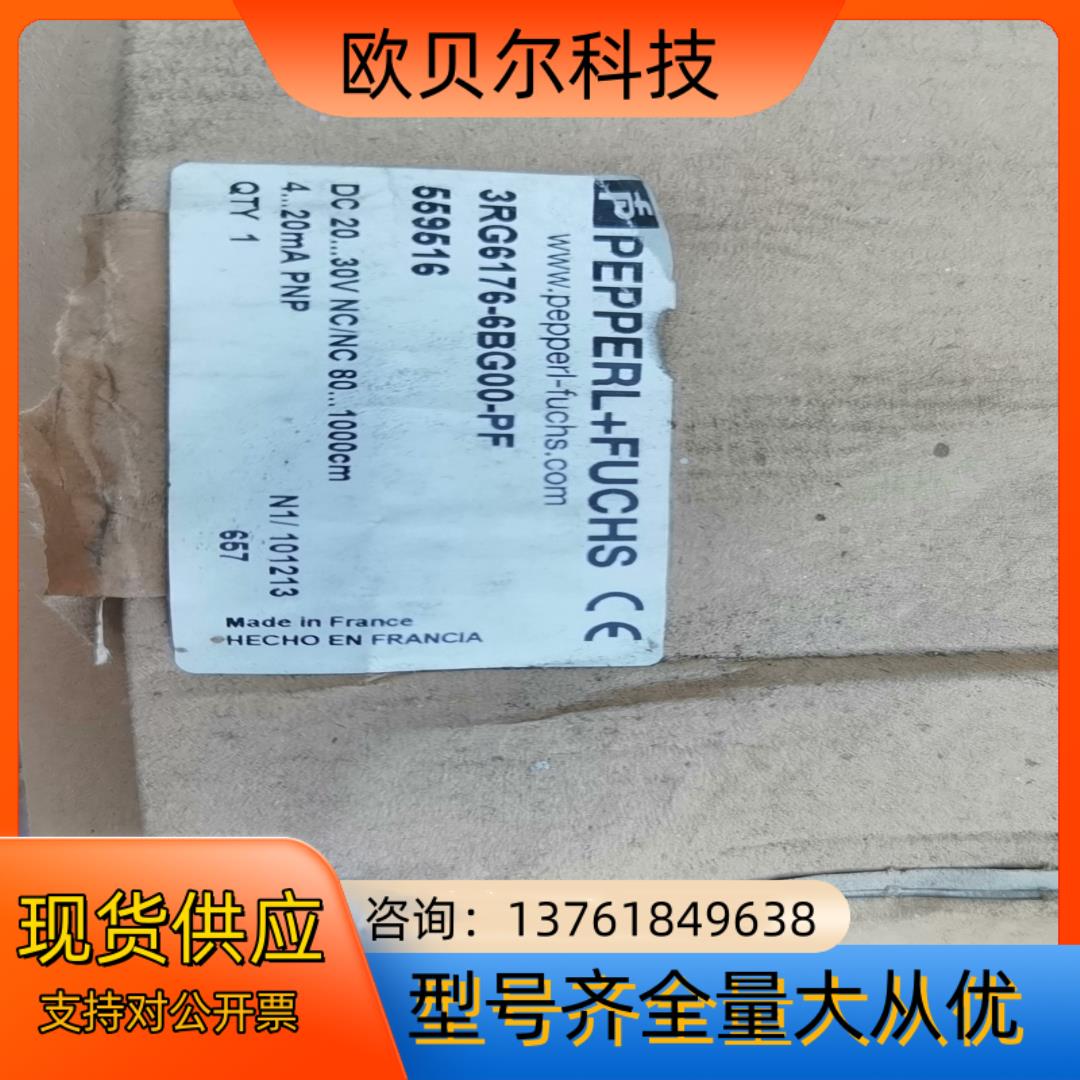 欧贝尔科技
PEPPERL+FUCHS CE
www.pepperl-fuchs.com
3RG6176-6BG00-PF
559516
DC 20...30V NC/NC 80...1000cm
4...20mA PNP
N1/ 101213
QTY 1
657
Made in France
HECHO EN FRANCIA
现货供应
支持对公开票
咨询：13761849638
型号齐全量大从优